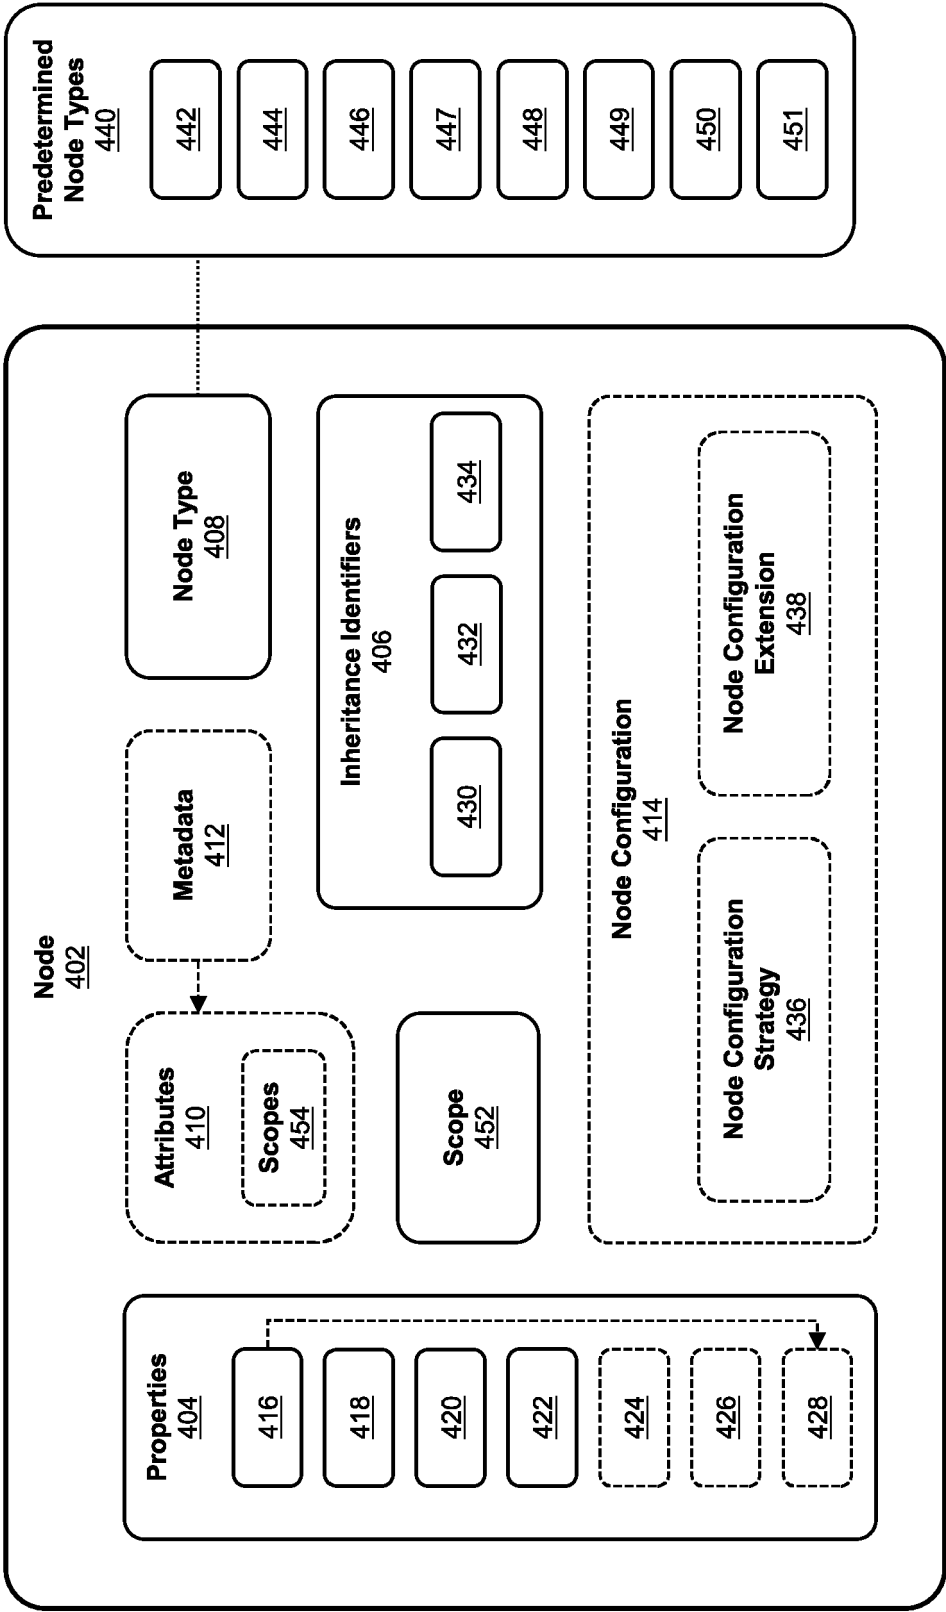 Node
402
Properties
404
416
418
420
422
424
426
428
Attributes
410
Scopes
454
Metadata
412
Node Type
408
Scope
452
Inheritance Identifiers
406
430
432
434
Node Configuration
414
Node Configuration
Strategy
436
Node Configuration
Extension
438
Predetermined
Node Types
440
442
444
446
447
448
449
450
451